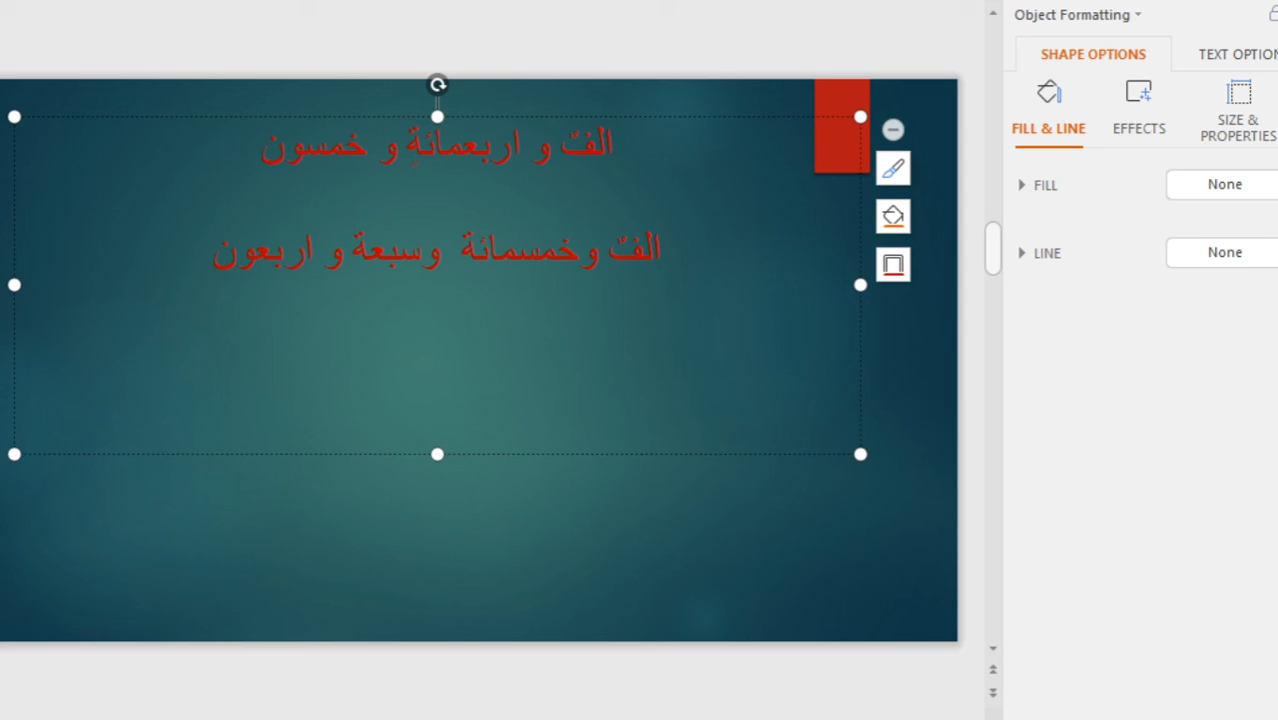 Object Formatting
SHAPE OPTIONS
TEXT OPTION
FILL & LINE
EFFECTS
SIZE &
PROPERTIES
FILL
None
LINE
None
الفّ و اربعمائةِ و خمسون
الفّ وخمسمائة وسبعة و اربعون